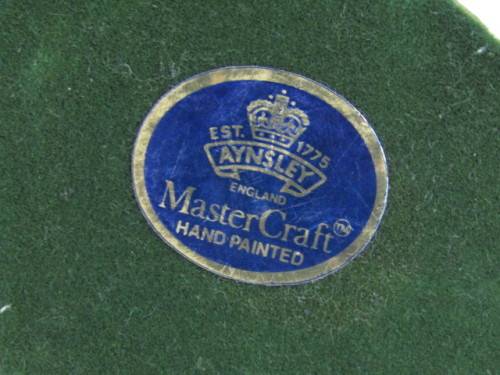 EST. 1775
AYNSLEY
ENGLAND
MasterCraft™
HAND PAINTED